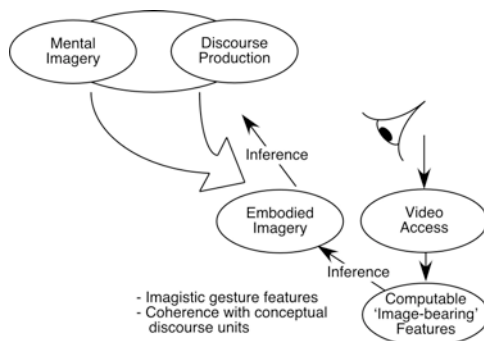 Mental
Imagery
Discourse
Production
Inference
Embodied
Imagery
Video
Access
Inference
- Imagistic gesture features
- Coherence with conceptual
discourse units
Computable
'Image-bearing'
Features